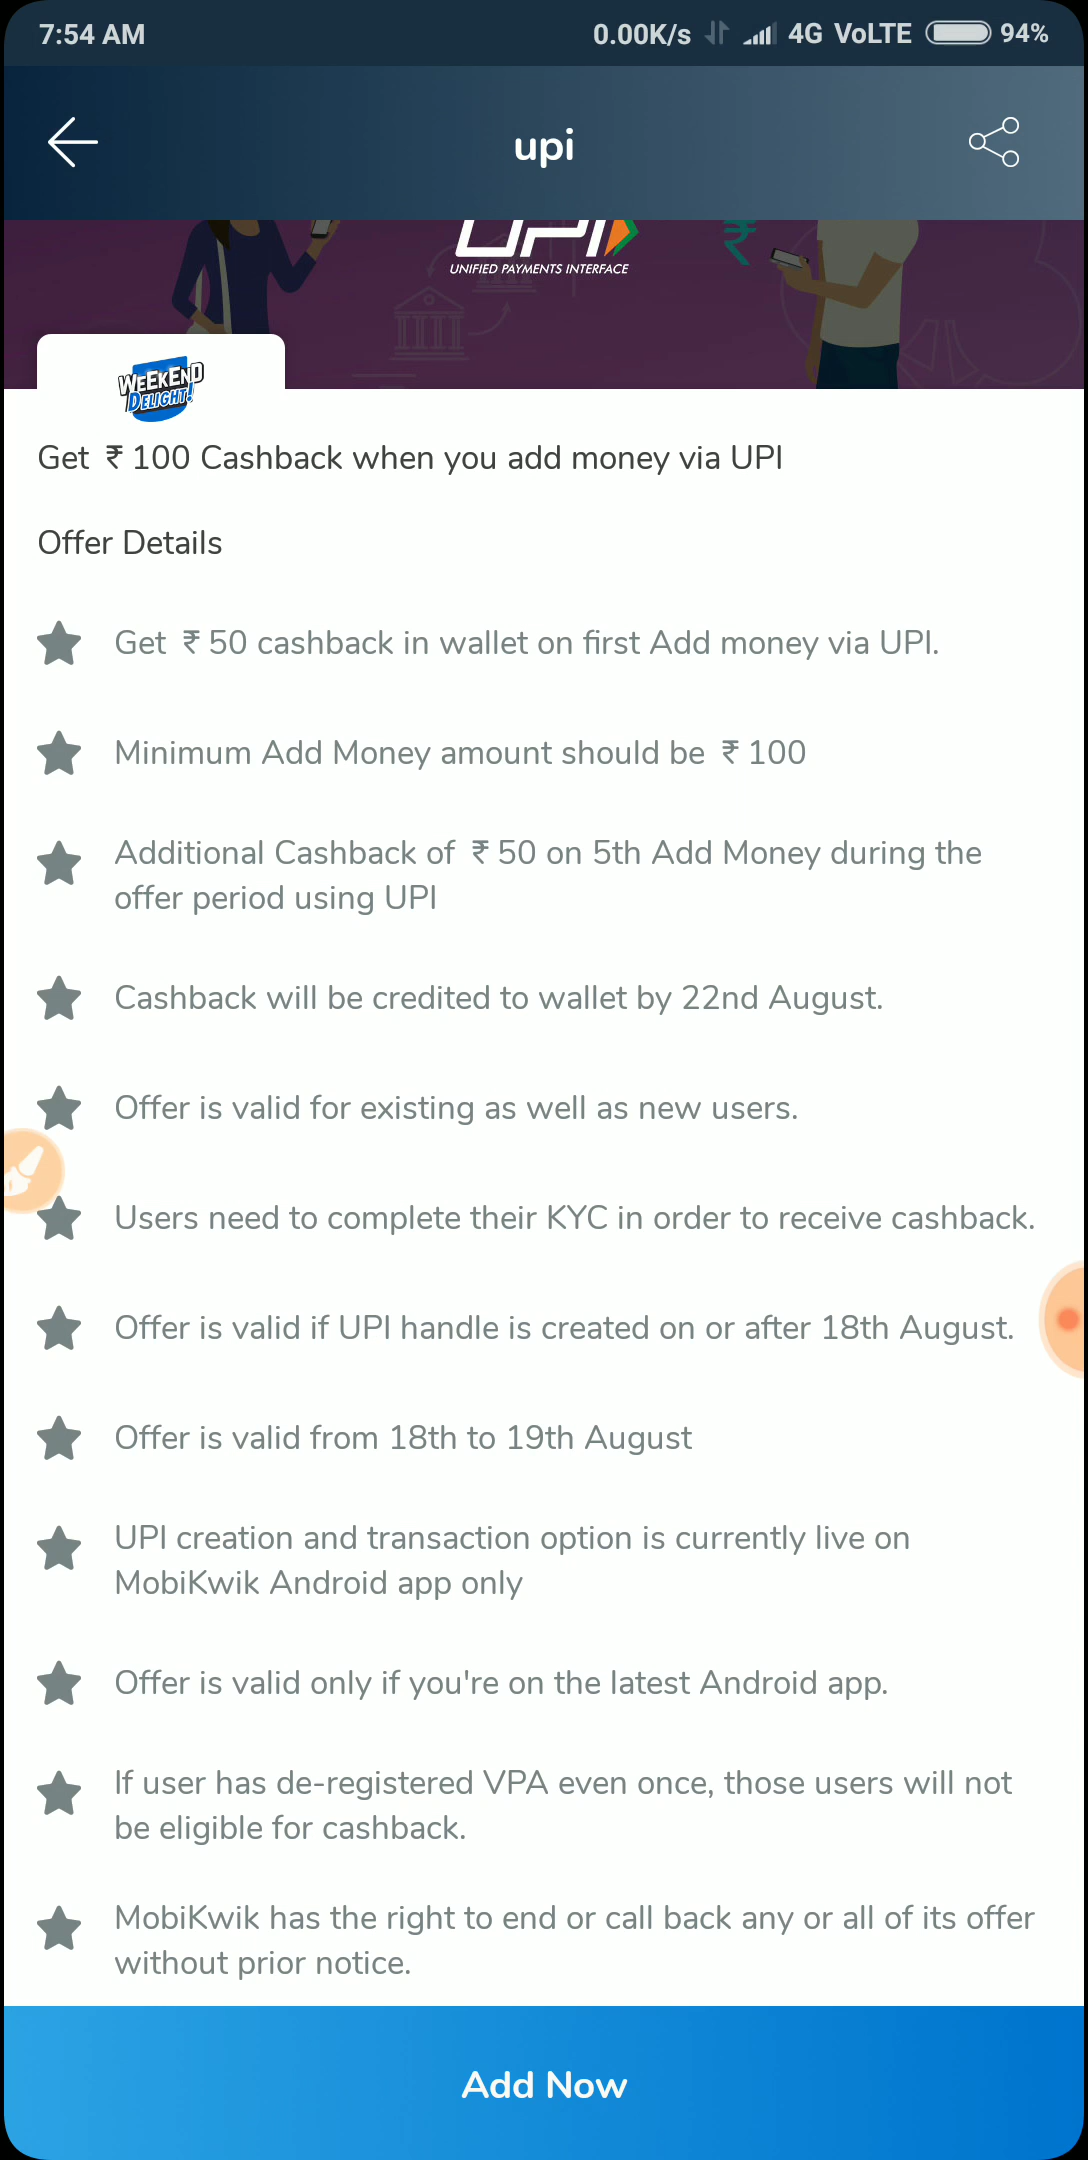 7:54 AM 0.00K/s 4G VoLTE 94%
upi
UPI
UNIFIED PAYMENTS INTERFACE
WEEKEND
DELIGHT!
Get ₹ 100 Cashback when you add money via UPI
Offer Details
Get ₹ 50 cashback in wallet on first Add money via UPI.
Minimum Add Money amount should be ₹ 100
Additional Cashback of ₹ 50 on 5th Add Money during the
offer period using UPI
Cashback will be credited to wallet by 22nd August.
Offer is valid for existing as well as new users.
Users need to complete their KYC in order to receive cashback.
Offer is valid if UPI handle is created on or after 18th August.
Offer is valid from 18th to 19th August
UPI creation and transaction option is currently live on
MobiKwik Android app only
Offer is valid only if you're on the latest Android app.
If user has de-registered VPA even once, those users will not
be eligible for cashback.
MobiKwik has the right to end or call back any or all of its offer
without prior notice.
Add Now